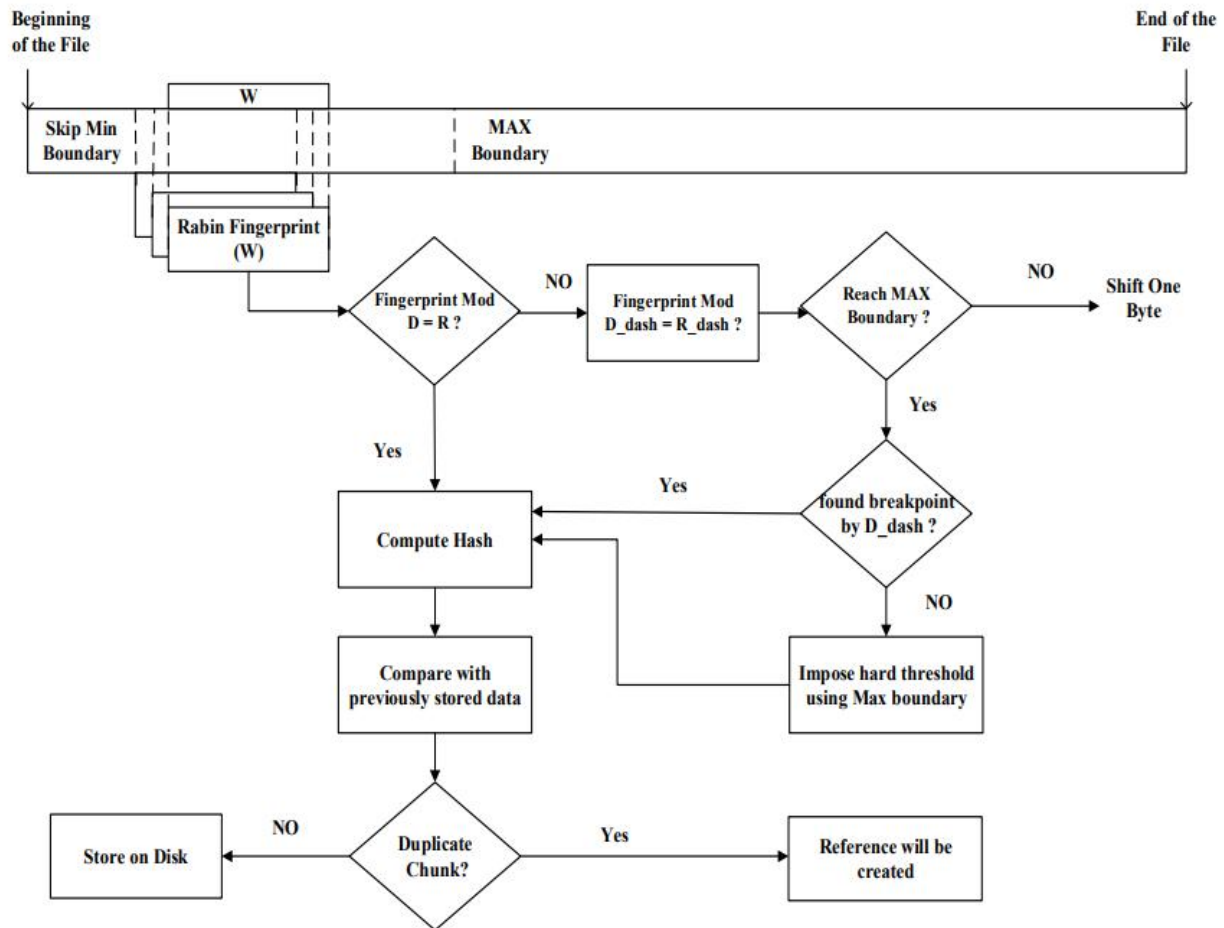 Beginning
of the File
End of the
File
W
Skip Min
Boundary
MAX
Boundary
Rabin Fingerprint
(W)
Fingerprint Mod
D = R ?
NO
Fingerprint Mod
D_dash = R_dash ?
Reach MAX
Boundary ?
NO
Shift One
Byte
Yes
Yes
Compute Hash
Yes
found breakpoint
by D_dash ?
NO
Compare with
previously stored data
Impose hard threshold
using Max boundary
Store on Disk
NO
Duplicate
Chunk?
Yes
Reference will be
created